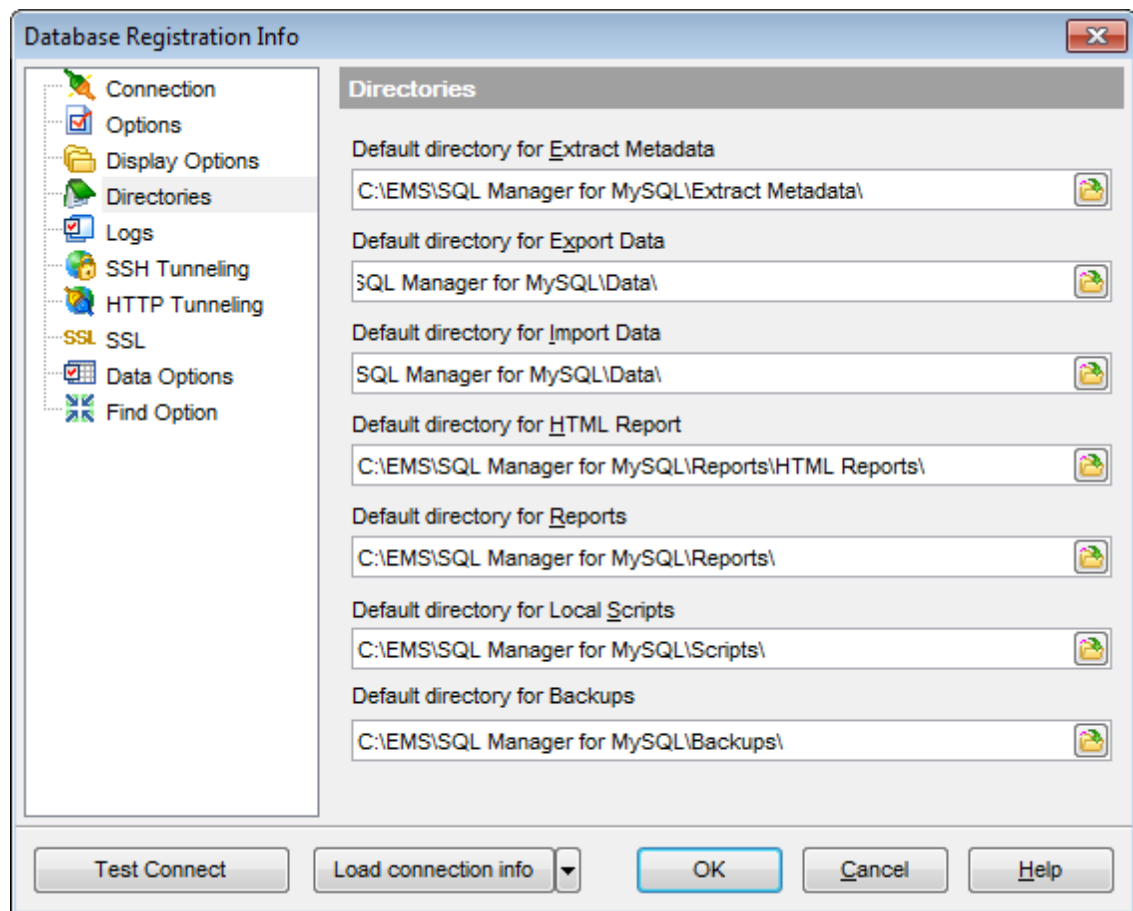 Database Registration Info
Connection
Options
Display Options
Directories
Logs
SSH Tunneling
HTTP Tunneling
SSL SSL
Data Options
Find Option
Directories
Default directory for Extract Metadata
C:\EMS\SQL Manager for MySQL\Extract Metadata\
Default directory for Export Data
SQL Manager for MySQL\Data\
Default directory for Import Data
SQL Manager for MySQL\Data\
Default directory for HTML Report
C:\EMS\SQL Manager for MySQL\Reports\HTML Reports\
Default directory for Reports
C:\EMS\SQL Manager for MySQL\Reports\
Default directory for Local Scripts
C:\EMS\SQL Manager for MySQL\Scripts\
Default directory for Backups
C:\EMS\SQL Manager for MySQL\Backups\
Test Connect Load connection info OK Cancel Help